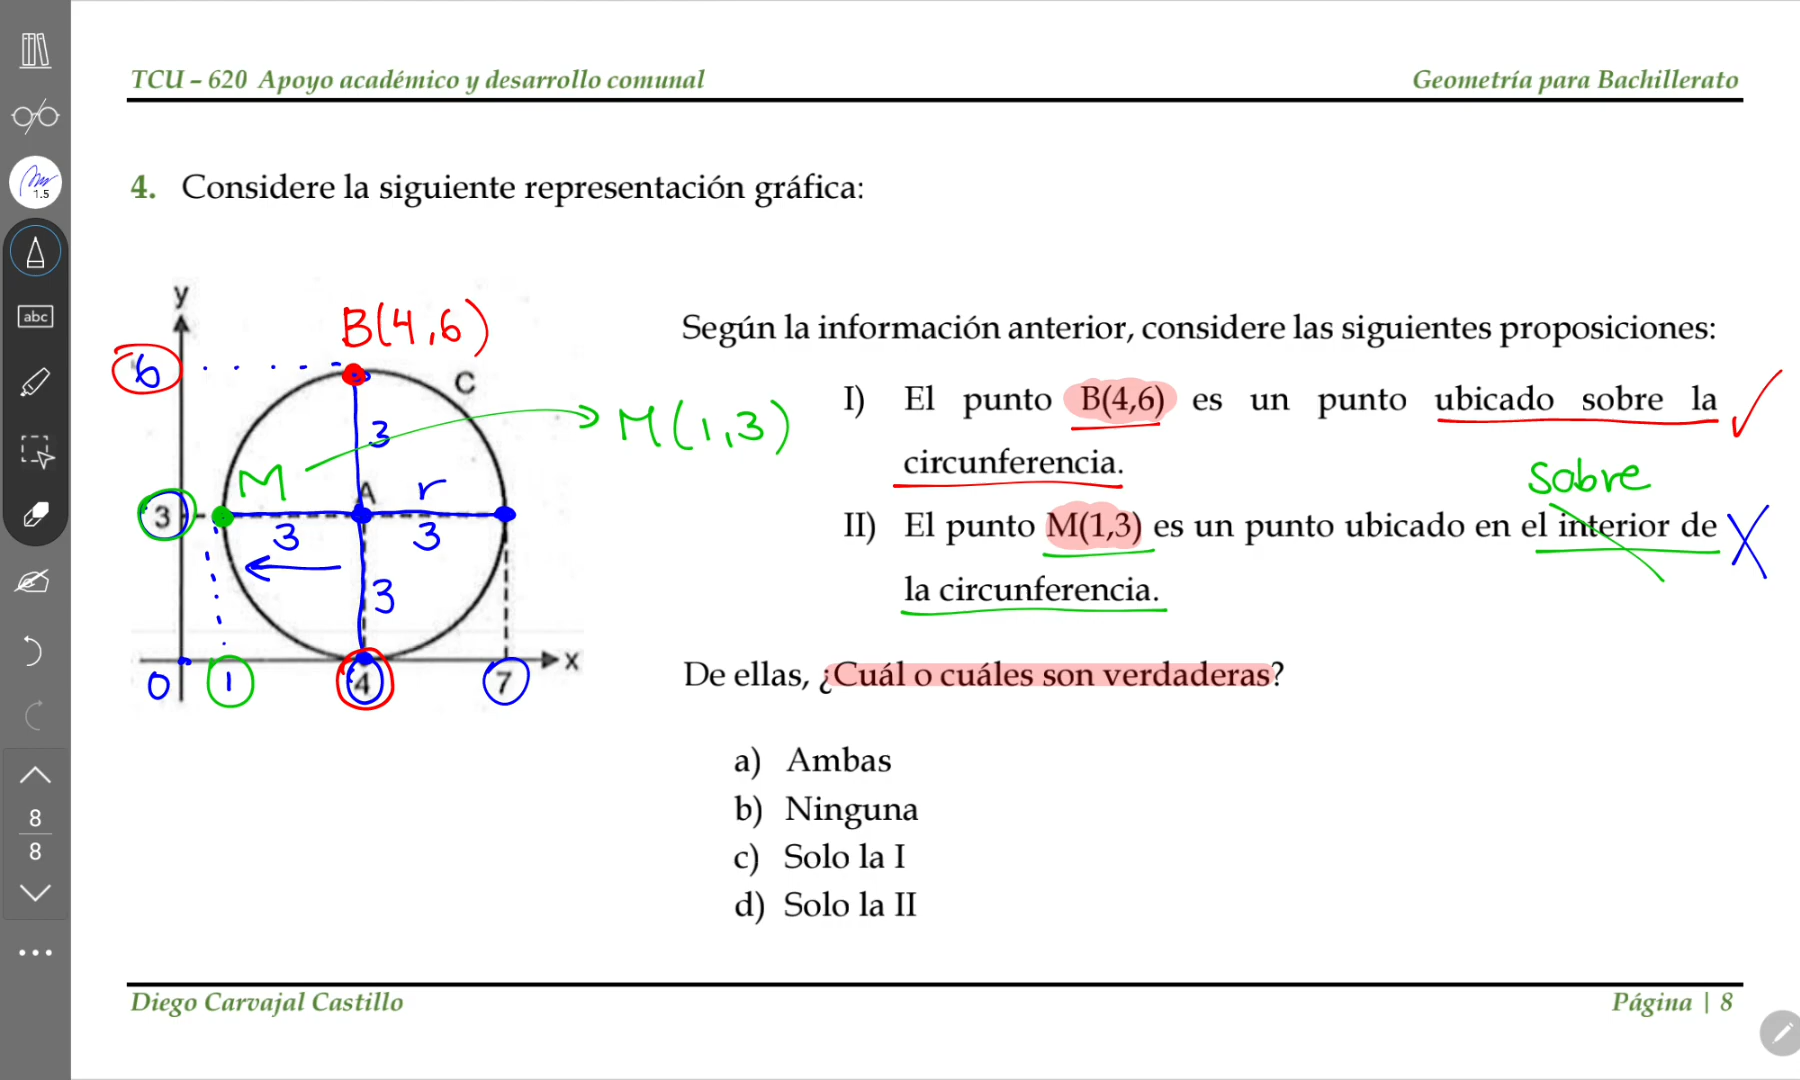 TCU – 620 Apoyo académico y desarrollo comunal
Geometría para Bachillerato
1.5
abc
4. Considere la siguiente representación gráfica:
y
B(4,6)
6
C
3
M(1,3)
M
A
r
3
3
3
3
x
0
1
4
7
Según la información anterior, considere las siguientes proposiciones:
I) El punto B(4,6) es un punto ubicado sobre la
circunferencia.
sobre
II) El punto M(1,3) es un punto ubicado en el interior de
la circunferencia.
De ellas, ¿Cuál o cuáles son verdaderas?
a) Ambas
b) Ninguna
c) Solo la I
d) Solo la II
8
8
Diego Carvajal Castillo
Página | 8